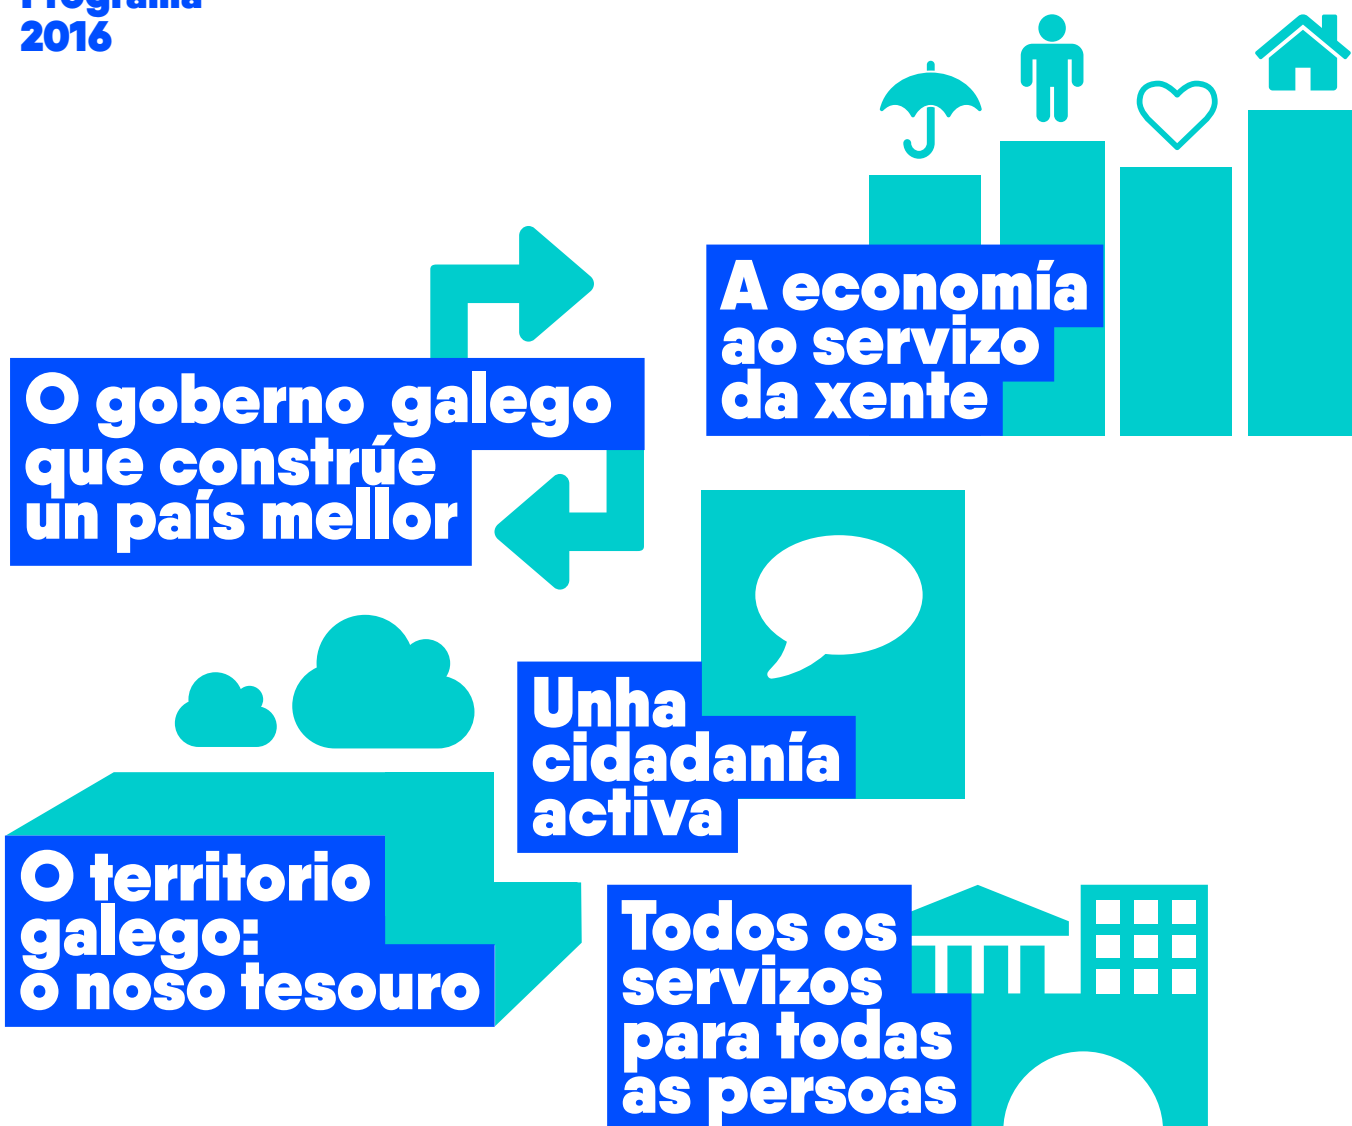 Programa
2016
A economía
ao servizo
da xente
O goberno galego
que constrúe
un país mellor
Unha
cidadanía
activa
O territorio
galego:
o noso tesouro
Todos os
servizos
para todas
as persoas